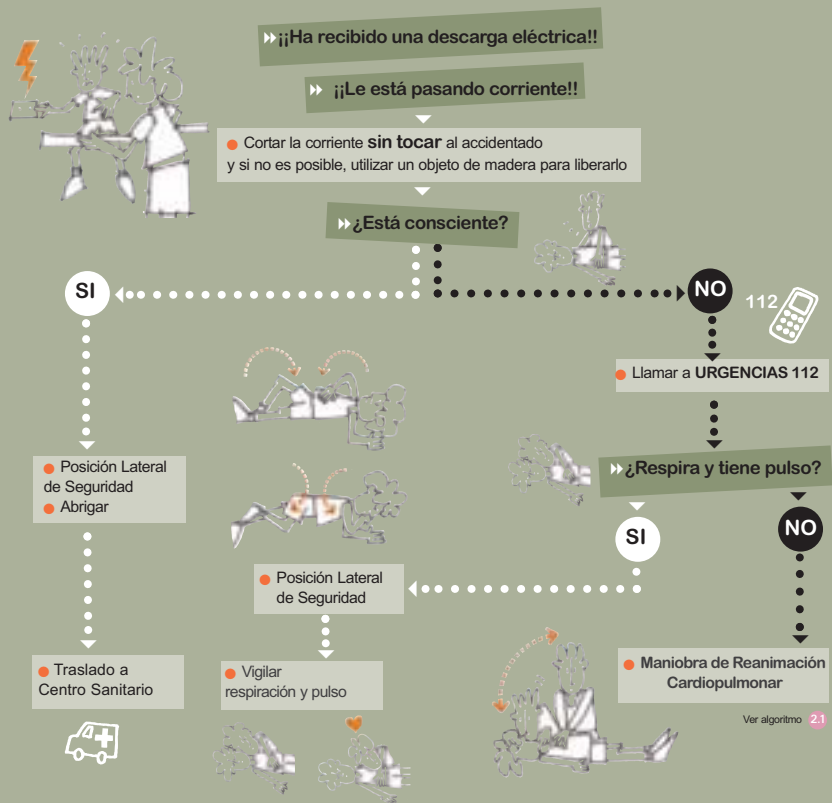 ¡¡Ha recibido una descarga eléctrica!!
¡¡Le está pasando corriente!!
Cortar la corriente sin tocar al accidentado
y si no es posible, utilizar un objeto de madera para liberarlo
¿Está consciente?
SI
NO
112
Llamar a URGENCIAS 112
¿Respira y tiene pulso?
Posición Lateral
de Seguridad
Abrigar
SI
NO
Posición Lateral
de Seguridad
Traslado a
Centro Sanitario
Vigilar
respiración y pulso
Maniobra de Reanimación
Cardiopulmonar
Ver algoritmo 2.1